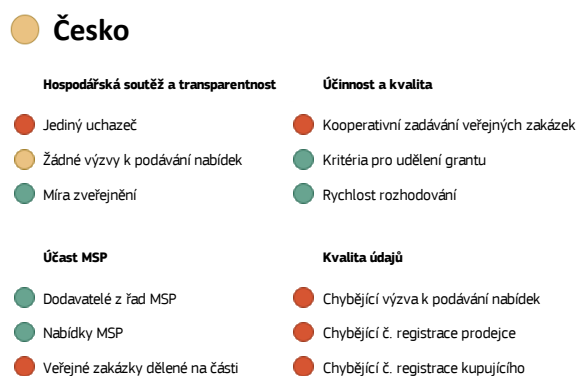 Česko
Hospodářská soutěž a transparentnost
Jediný uchazeč
Žádné výzvy k podávání nabídek
Míra zveřejnění
Účinnost a kvalita
Kooperativní zadávání veřejných zakázek
Kritéria pro udělení grantu
Rychlost rozhodování
Účast MSP
Dodavatelé z řad MSP
Nabídky MSP
Veřejné zakázky dělené na části
Kvalita údajů
Chybějící výzva k podávání nabídek
Chybějící č. registrace prodejce
Chybějící č. registrace kupujícího